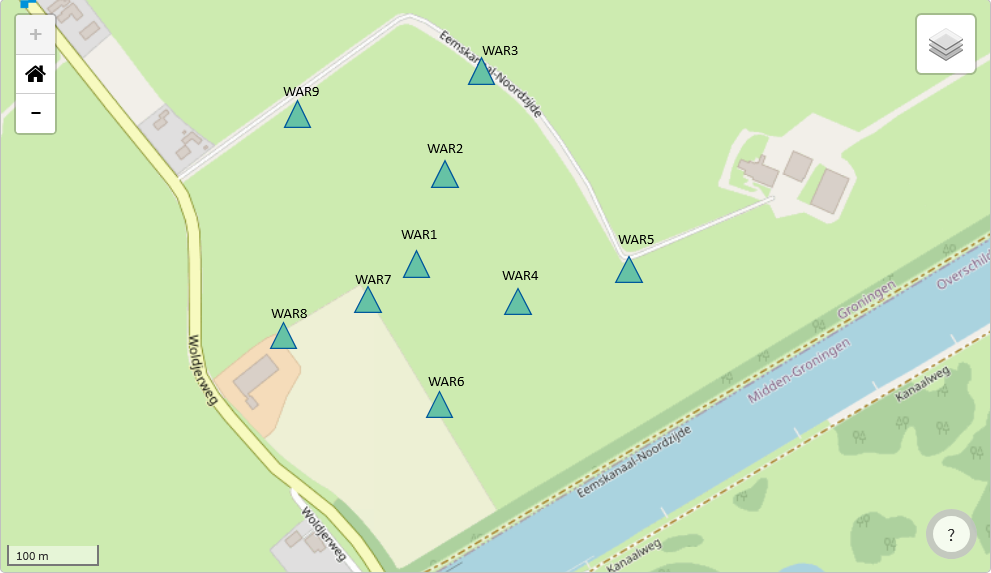 +
-
Eemskanaal-Noordzijde
WAR3
WAR9
WAR2
WAR1
WAR5
WAR7
WAR4
WAR8
WAR6
Groningen
Overschild
Midden-Groningen
Woldjerweg
Kanaalweg
Eemskanaal-Noordzijde
Woldjerweg
Kanaalweg
?
100 m